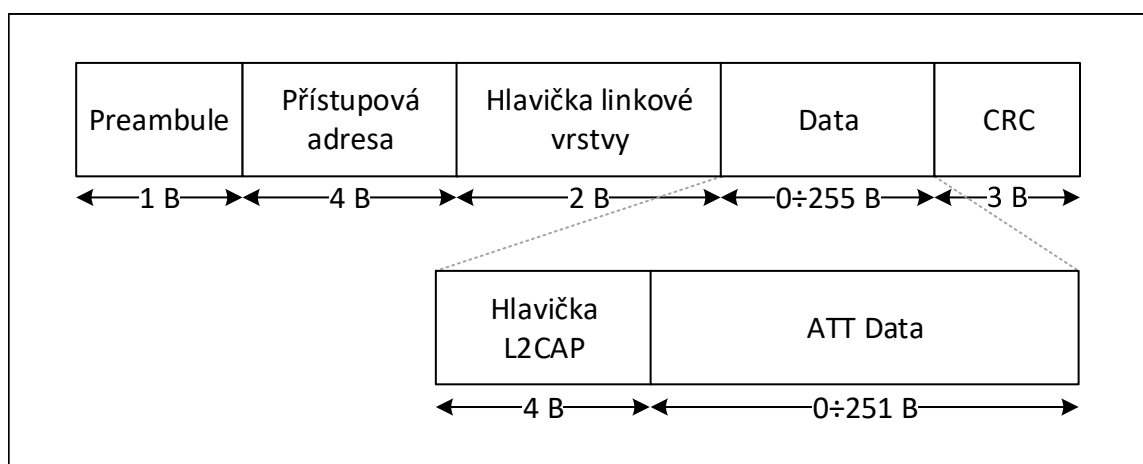 Preambule
Přístupová
adresa
Hlavička linkové
vrstvy
Data
CRC
1 B
4 B
2 B
0÷255 B
3 B
Hlavička
L2CAP
ATT Data
4 B
0÷251 B